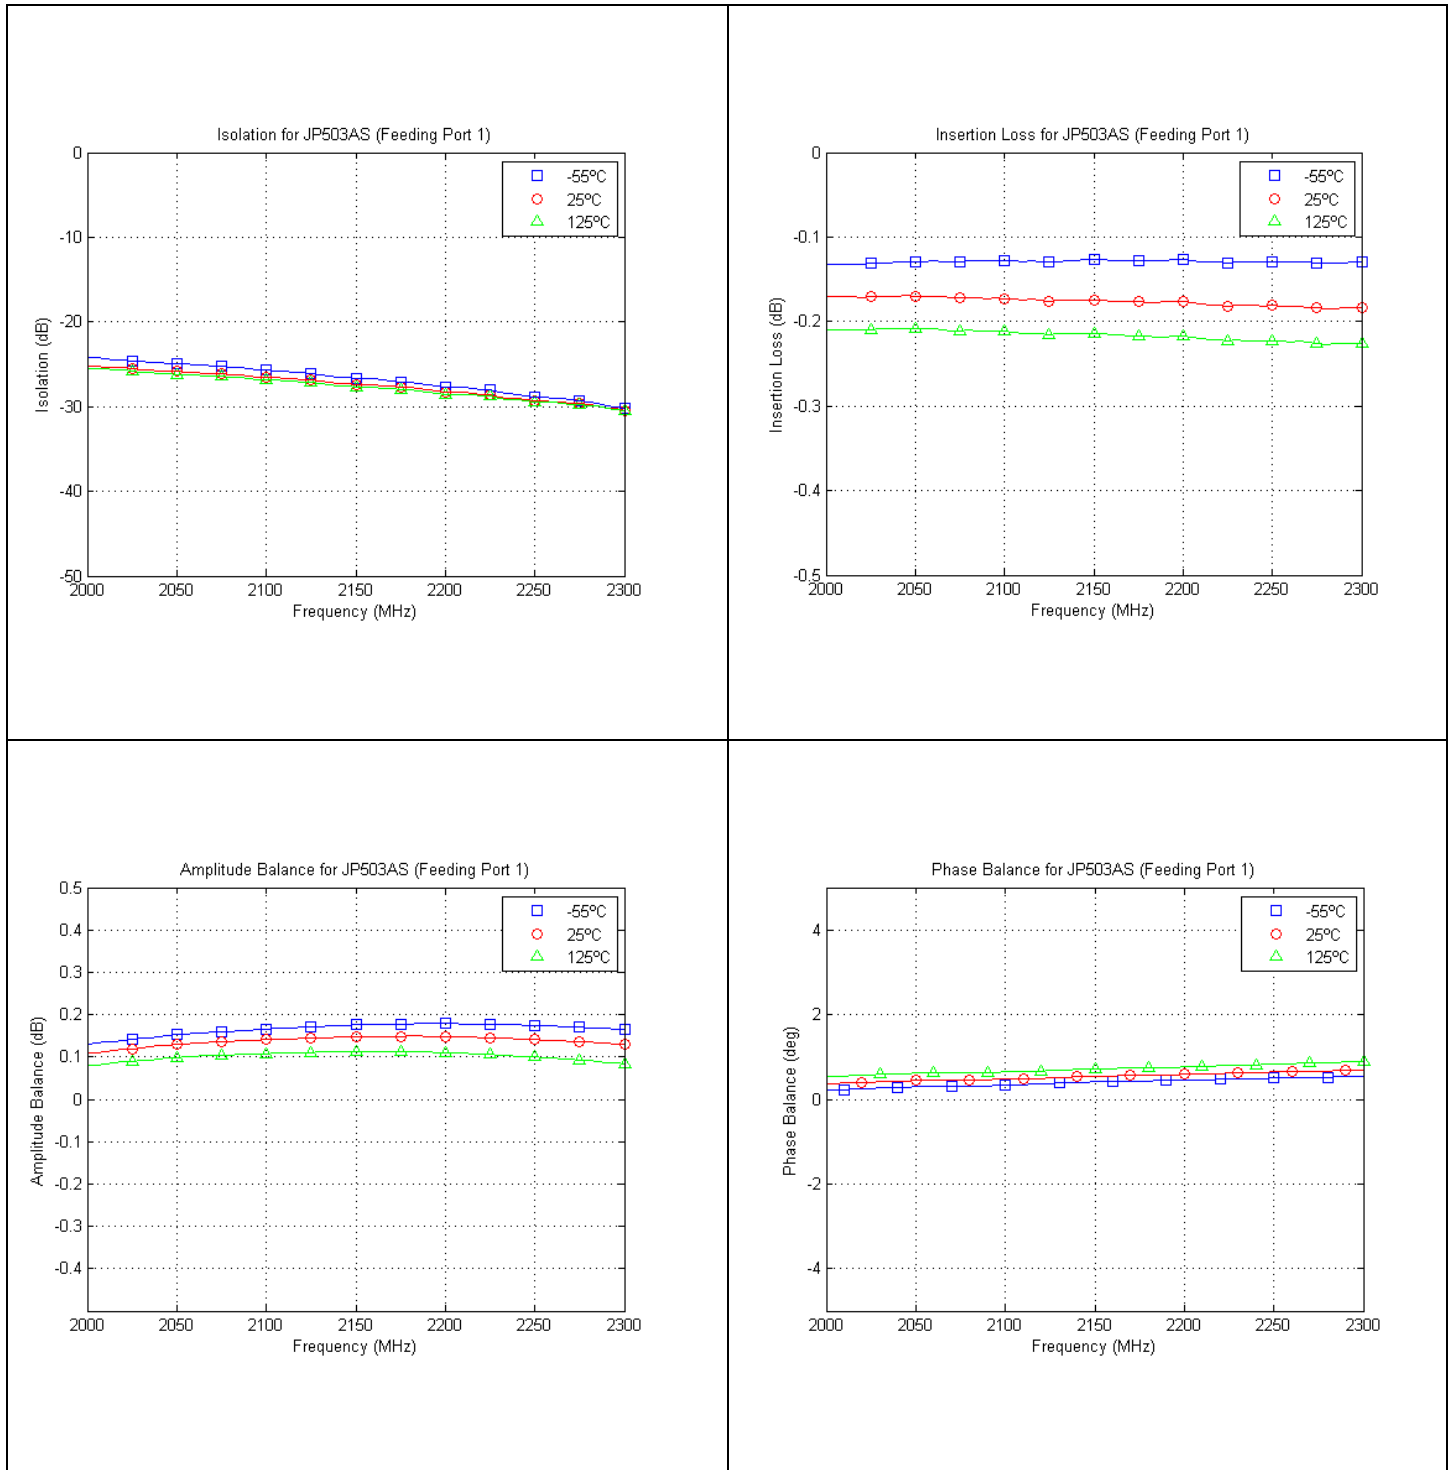 Isolation for JP503AS (Feeding Port 1)
0
-10
-20
-30
-40
-50
Isolation (dB)
-55ºC
25ºC
125ºC
2000 2050 2100 2150 2200 2250 2300
Frequency (MHz)
Insertion Loss for JP503AS (Feeding Port 1)
0
-0.1
-0.2
-0.3
-0.4
-0.5
Insertion Loss (dB)
-55ºC
25ºC
125ºC
2000 2050 2100 2150 2200 2250 2300
Frequency (MHz)
Amplitude Balance for JP503AS (Feeding Port 1)
0.5
0.4
0.3
0.2
0.1
0
-0.1
-0.2
-0.3
-0.4
Amplitude Balance (dB)
-55ºC
25ºC
125ºC
2000 2050 2100 2150 2200 2250 2300
Frequency (MHz)
Phase Balance for JP503AS (Feeding Port 1)
4
2
0
-2
-4
Phase Balance (deg)
-55ºC
25ºC
125ºC
2000 2050 2100 2150 2200 2250 2300
Frequency (MHz)